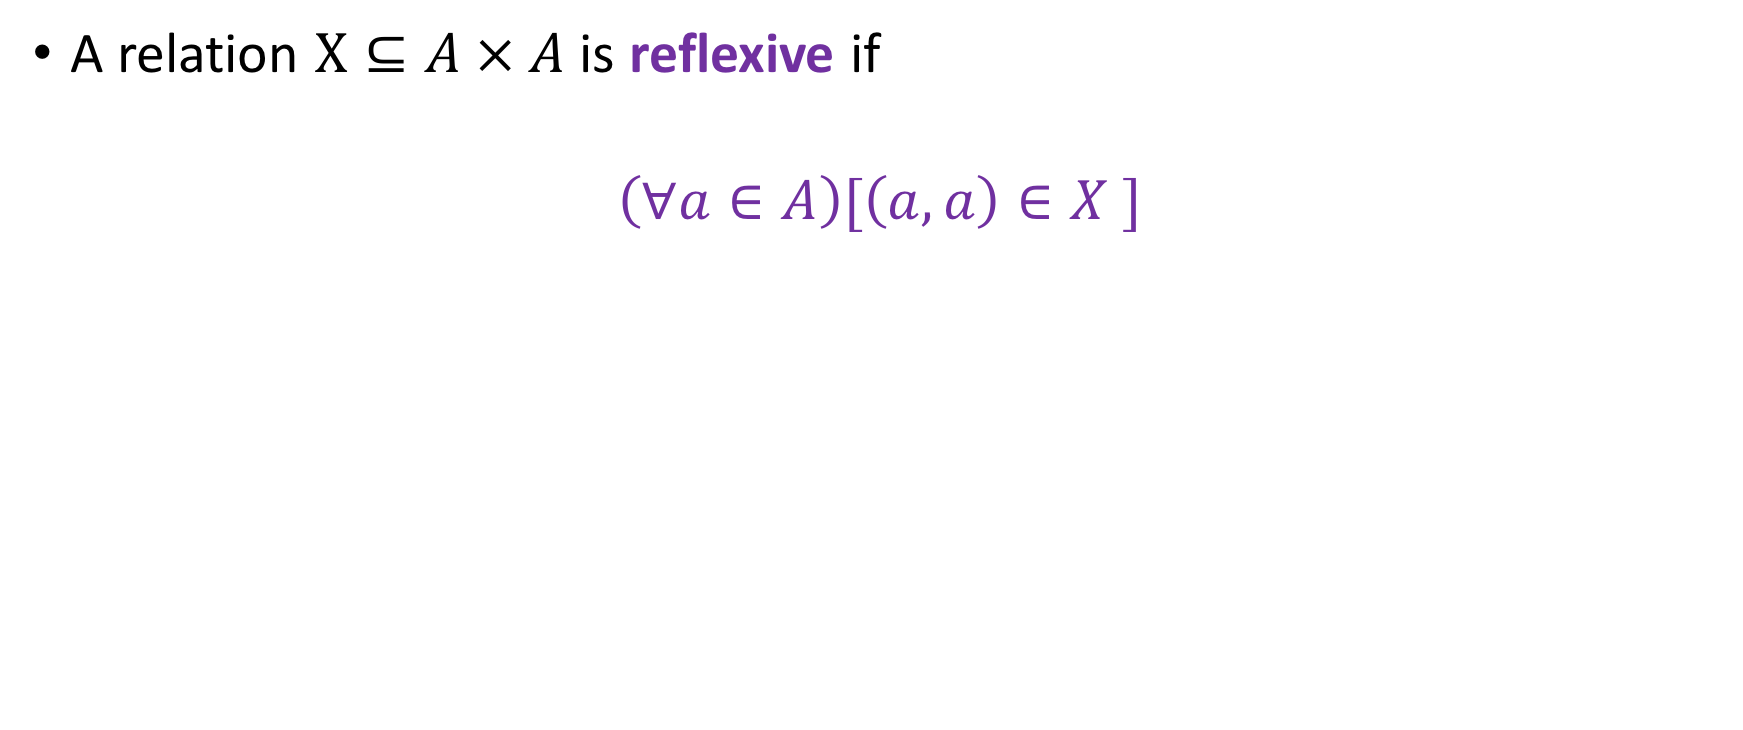 • A relation X ⊆ A × A is reflexive if
(∀a ∈ A)[(a, a) ∈ X ]